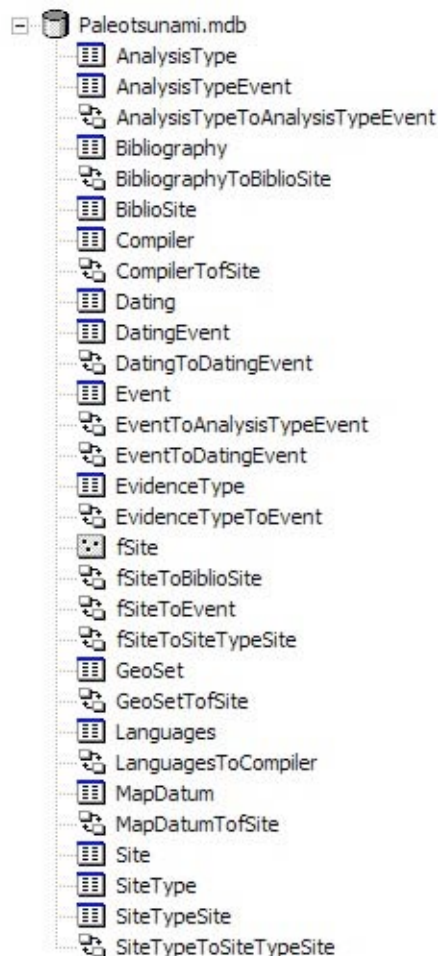 Paleotsunami.mdb
AnalysisType
AnalysisTypeEvent
AnalysisTypeToAnalysisTypeEvent
Bibliography
BibliographyToBiblioSite
BiblioSite
Compiler
CompilerTofSite
Dating
DatingEvent
DatingToDatingEvent
Event
EventToAnalysisTypeEvent
EventToDatingEvent
EvidenceType
EvidenceTypeToEvent
fSite
fSiteToBiblioSite
fSiteToEvent
fSiteToSiteTypeSite
GeoSet
GeoSetTofSite
Languages
LanguagesToCompiler
MapDatum
MapDatumTofSite
Site
SiteType
SiteTypeSite
SiteTypeToSiteTypeSite